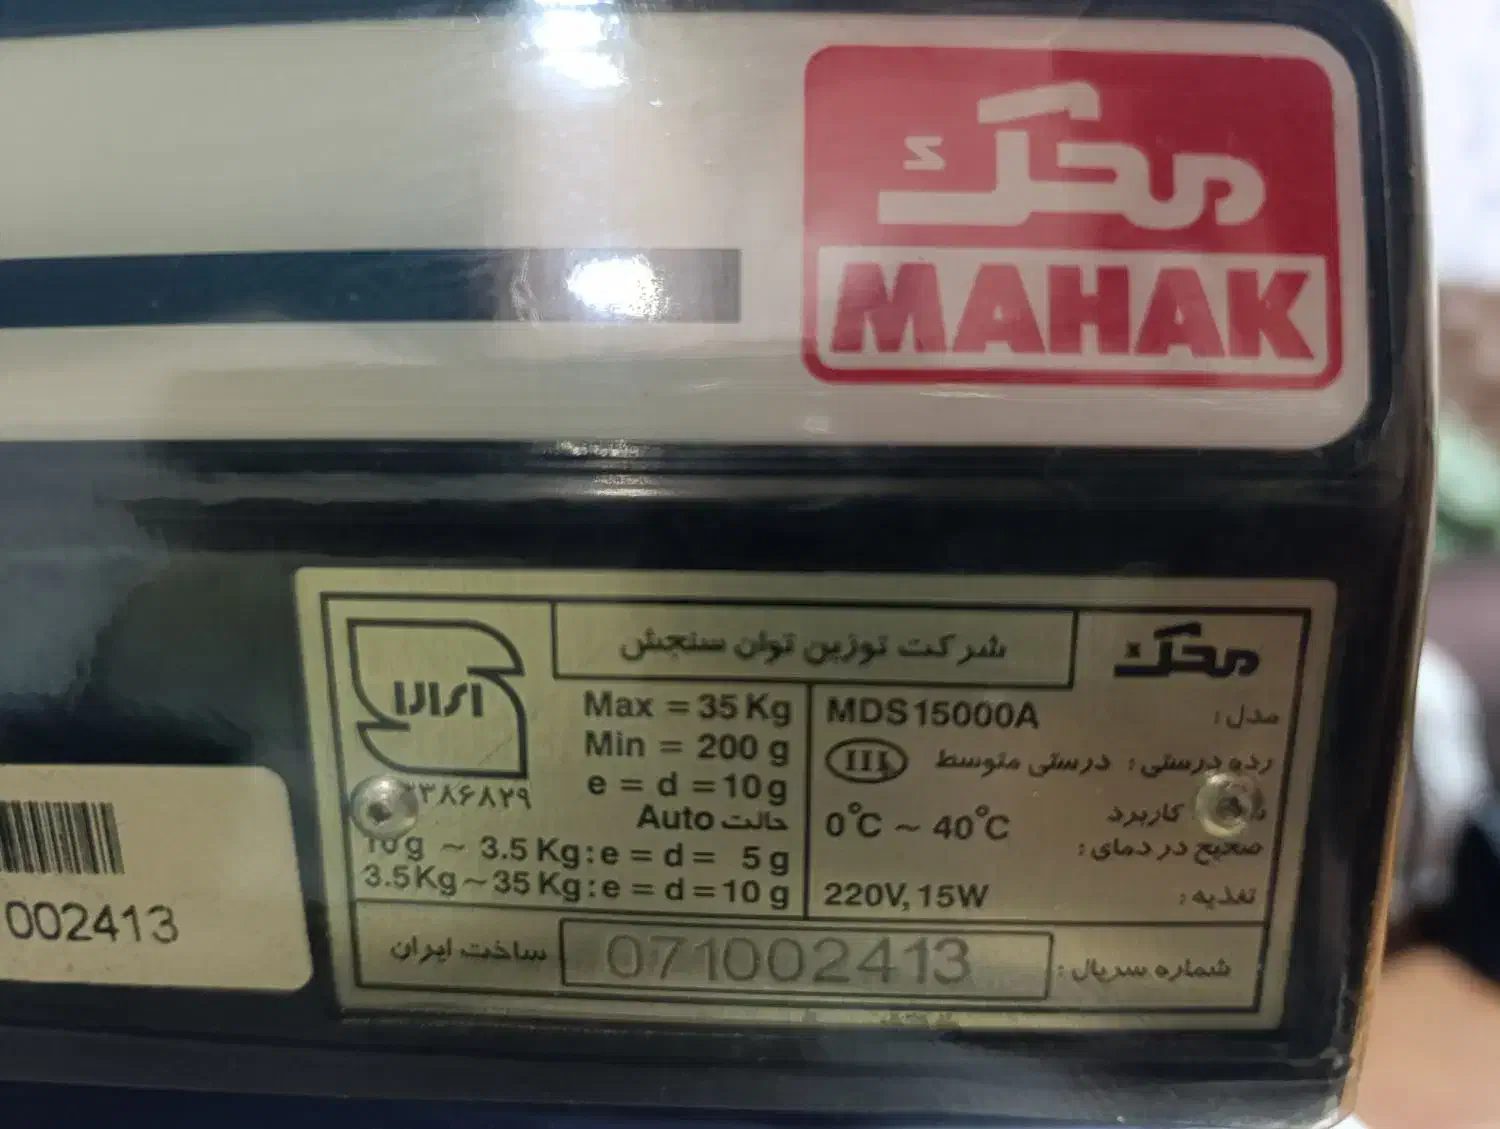 محک
MAHAK
محک
شرکت توزین توان سنجش
مدل: MDS15000A
رده درستی: درستی متوسط III
کاربرد
صحیح در دمای: 0°C ~ 40°C
تغذیه: 220V, 15W
Max = 35 Kg
Min = 200 g
e = d = 10g
حالت Auto
10g ~ 3.5 Kg: e = d = 5 g
3.5Kg ~ 35 Kg: e = d = 10 g
شماره سریال: 071002413
ساخت ایران
002413